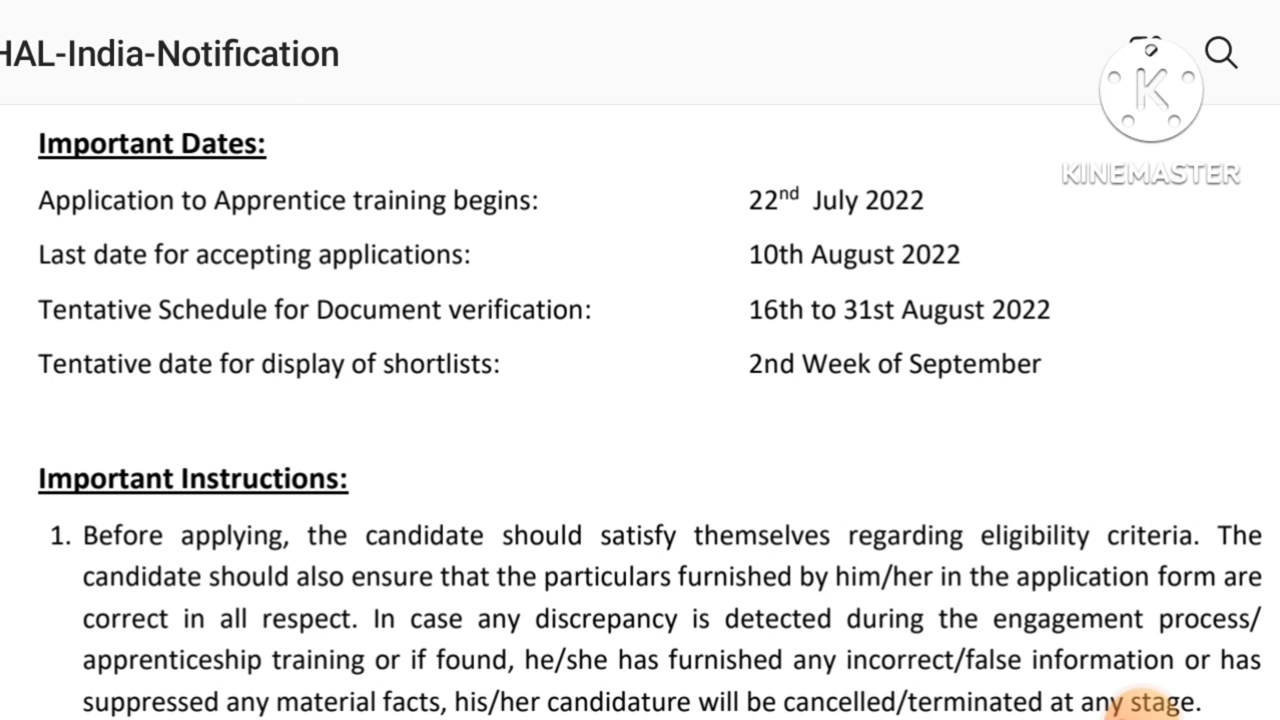 HAL-India-Notification
K
KINEMASTER
Important Dates:
Application to Apprentice training begins: 22nd July 2022
Last date for accepting applications: 10th August 2022
Tentative Schedule for Document verification: 16th to 31st August 2022
Tentative date for display of shortlists: 2nd Week of September
Important Instructions:
1. Before applying, the candidate should satisfy themselves regarding eligibility criteria. The
candidate should also ensure that the particulars furnished by him/her in the application form are
correct in all respect. In case any discrepancy is detected during the engagement process/
apprenticeship training or if found, he/she has furnished any incorrect/false information or has
suppressed any material facts, his/her candidature will be cancelled/terminated at any stage.